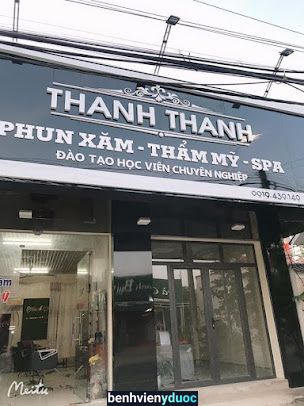 THANH THANH
PHUN XĂM - THẨM MỸ - SPA
ĐÀO TẠO HỌC VIÊN CHUYÊN NGHIỆP
Meitu
benhvienyduoc